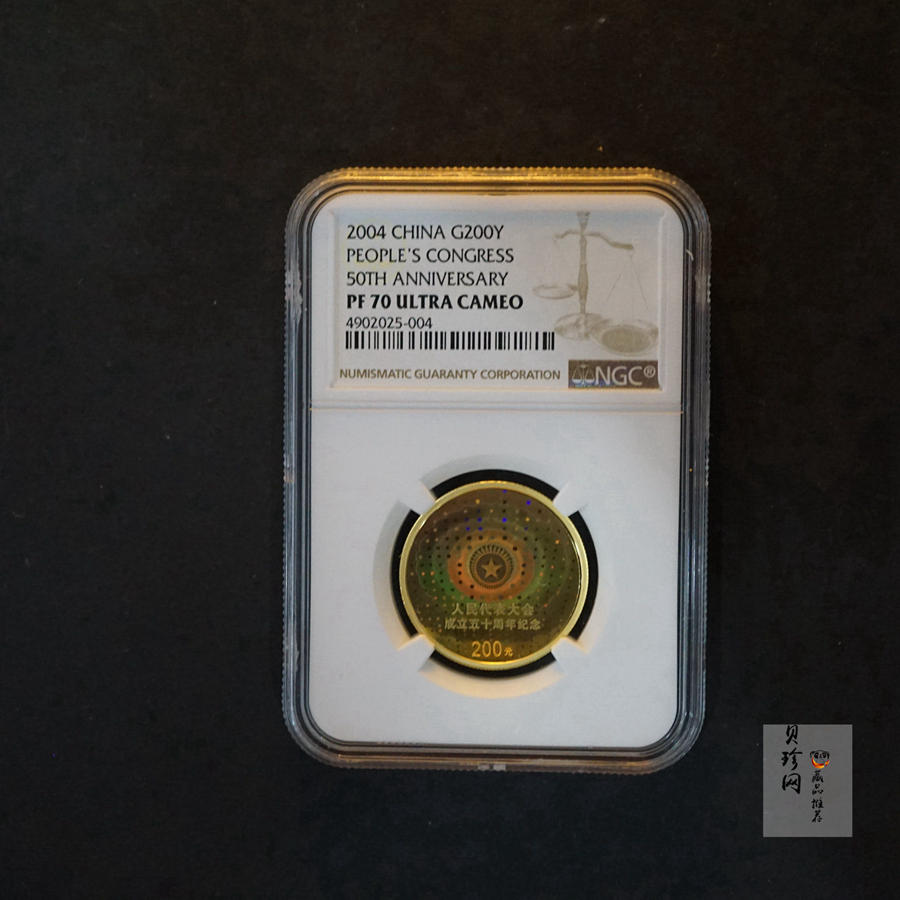 2004 CHINA G200Y
PEOPLE'S CONGRESS
50TH ANNIVERSARY
PF 70 ULTRA CAMEO
4902025-004
NUMISMATIC GUARANTY CORPORATION
NGC®
人民代表大会
成立五十周年纪念
200元
贝珍网
藏品推荐